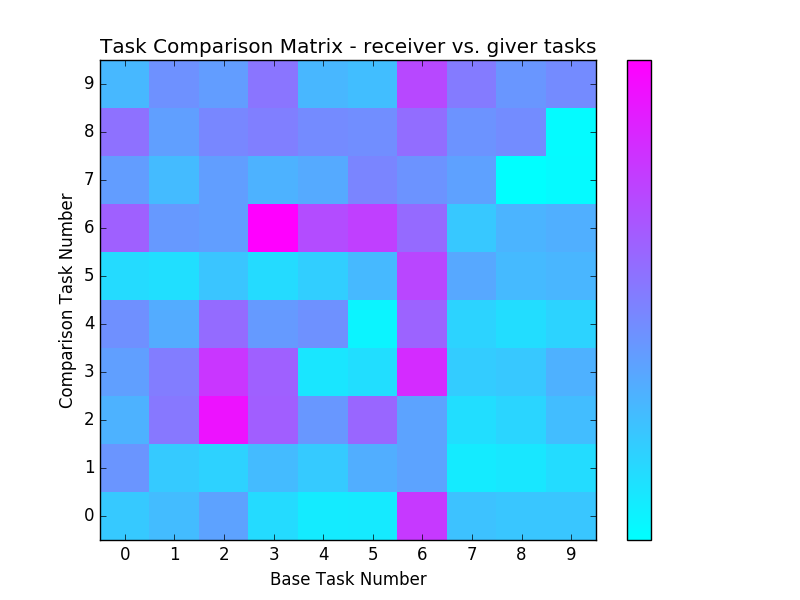 Task Comparison Matrix - receiver vs. giver tasks
9
8
7
6
5
4
3
2
1
0
Comparison Task Number
0 1 2 3 4 5 6 7 8 9
Base Task Number